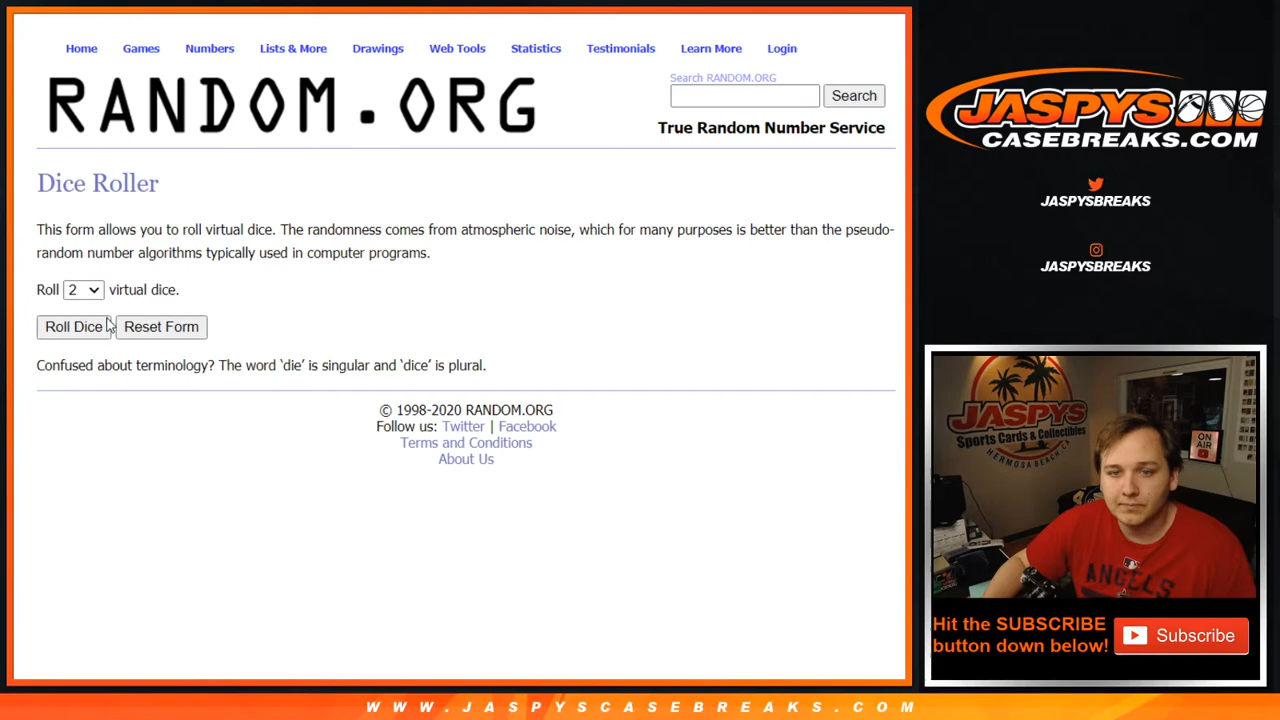 Home Games Numbers Lists & More Drawings Web Tools Statistics Testimonials Learn More Login
RANDOM.ORG
Search RANDOM.ORG
Search
True Random Number Service
Dice Roller
This form allows you to roll virtual dice. The randomness comes from atmospheric noise, which for many purposes is better than the pseudo-
random number algorithms typically used in computer programs.
Roll 2 virtual dice.
Roll Dice Reset Form
Confused about terminology? The word ‘die’ is singular and ‘dice’ is plural.
© 1998-2020 RANDOM.ORG
Follow us: Twitter | Facebook
Terms and Conditions
About Us
JASPYS
CASEBREAKS.COM
JASPYSBREAKS
JASPYSBREAKS
JASPYS
Sports Cards & Collectibles
HERMOSA BEACH, CA
ON
AIR
ANGELS
Hit the SUBSCRIBE
button down below!
Subscribe
WWW.JASPYSCASEBREAKS.COM